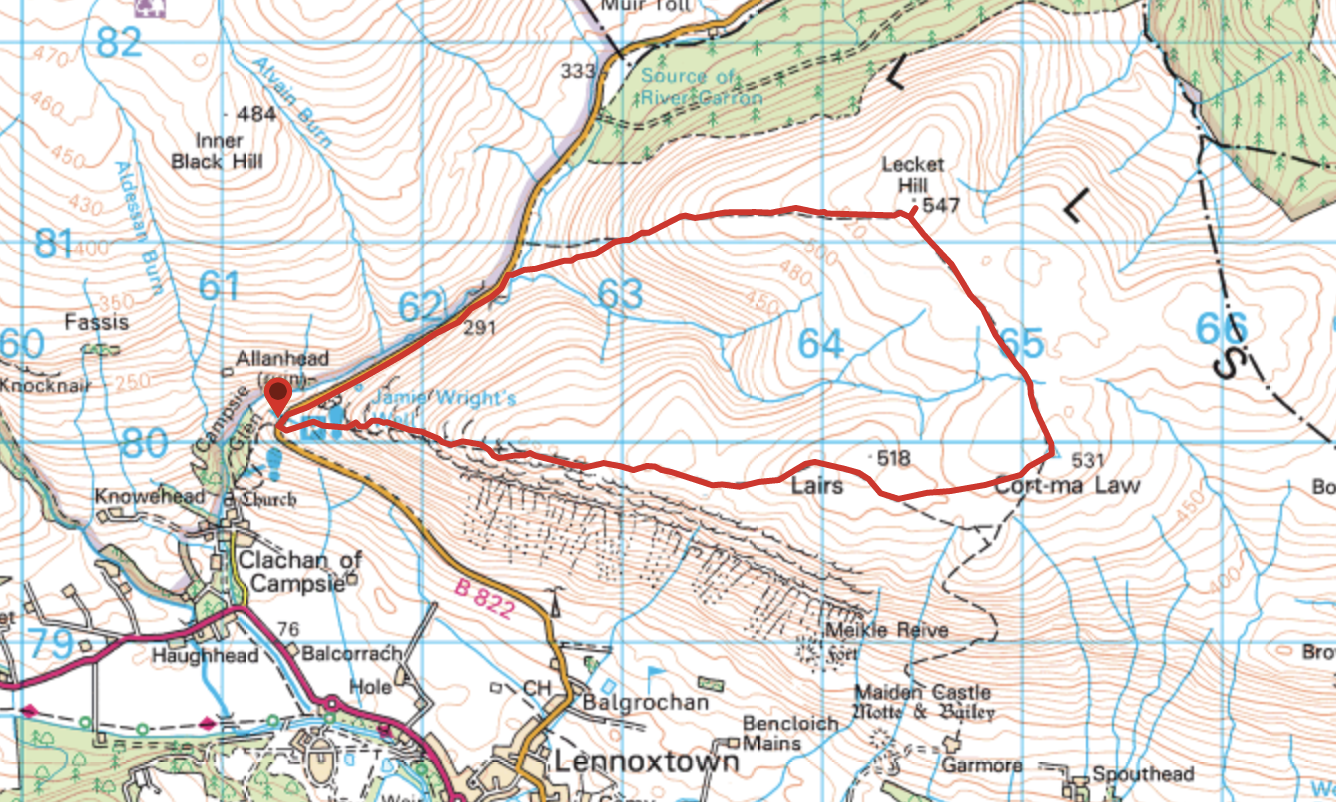 Muir Toll
82
470
333
Source of
River Carron
Alvain Burn
460
484
Inner
Black Hill
450
Lecket
Hill
547
Aldessan Burn
430
520
81
400
500
61
480
63
62
350
450
66
Fassis
291
60
64
65
S
Allanhead
(ruin)
Knocknair
250
Jamie Wright's
Well
Campsie
Glen
80
518
531
Lairs
Cort-ma Law
Knowehead
Church
450
Clachan of
Campsie
B 822
400
79
76
Meikle Reive
Fort
Haughhead
Balcorrach
Hole
CH
Balgrochan
Maiden Castle
Motte & Bailey
Bencloich
Mains
Lennoxtown
Garmore
Spouthead